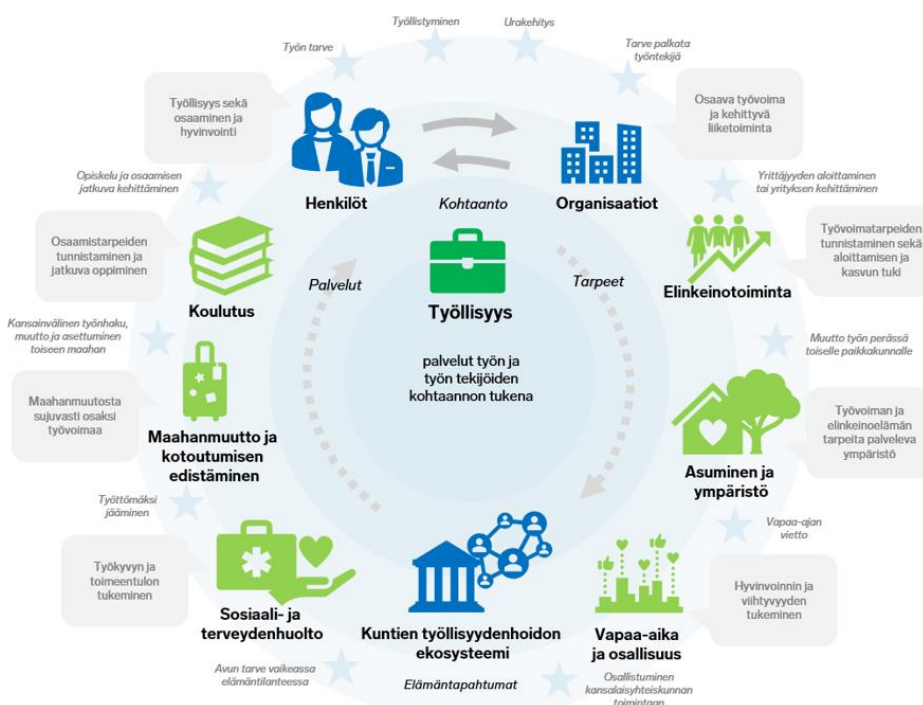 Työllistyminen
Urakehitys
Työn tarve
Tarve palkata
työntekijä
Työllisyys sekä
osaaminen ja
hyvinvointi
Osaava työvoima
ja kehittyvä
liiketoiminta
Henkilöt
Kohtaanto
Organisaatiot
Opiskelu ja osaamisen
jatkuva kehittäminen
Yrittäjyyden aloittaminen
tai yrityksen kehittäminen
Osaamistarpeiden
tunnistaminen ja
jatkuva oppiminen
Työvoimatarpeiden
tunnistaminen sekä
aloittamisen ja
kasvun tuki
Koulutus
Palvelut
Työllisyys
Tarpeet
Elinkeinotoiminta
Kansainvälinen työnhaku,
muutto ja asettuminen
toiseen maahan
Muutto työn perässä
toiselle paikkakunnalle
palvelut työn ja
työn tekijöiden
kohtaannon tukena
Maahanmuutosta
sujuvasti osaksi
työvoimaa
Maahanmuutto ja
kotoutumisen
edistäminen
Työvoiman ja
elinkeinoelämän
tarpeita palveleva
ympäristö
Asuminen ja
ympäristö
Työttömäksi
jääminen
Vapaa-ajan
vietto
Työkyvyn ja
toimeentulon
tukeminen
Hyvinvoinnin ja
viihtyvyyden
tukeminen
Sosiaali- ja
terveydenhuolto
Kuntien työllisyydenhoidon
ekosysteemi
Vapaa-aika
ja osallisuus
Avun tarve vaikeassa
elämäntilanteessa
Elämäntapahtumat
Osallistuminen
kansalaisyhteiskunnan
toimintaan